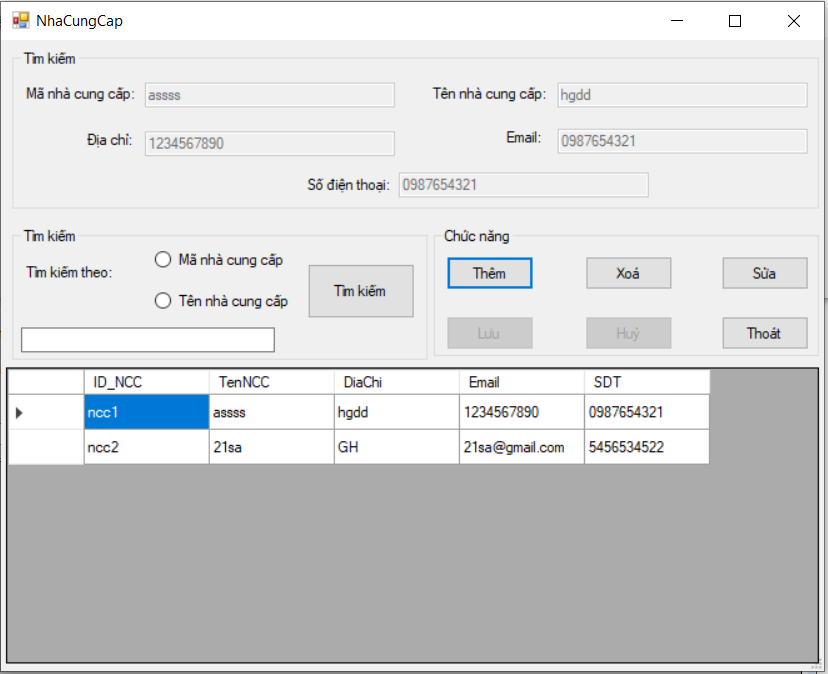 NhaCungCap
Tìm kiếm
Mã nhà cung cấp: assss Tên nhà cung cấp: hgdd
Địa chỉ: 1234567890 Email: 0987654321
Số điện thoại: 0987654321
Tìm kiếm
Tìm kiếm theo: Mã nhà cung cấp
Tên nhà cung cấp
Tìm kiếm
Chức năng
Thêm Xoá Sửa
Lưu Huỷ Thoát
ID_NCC TenNCC DiaChi Email SDT
ncc1 assss hgdd 1234567890 0987654321
ncc2 21sa GH 21sa@gmail.com 5456534522